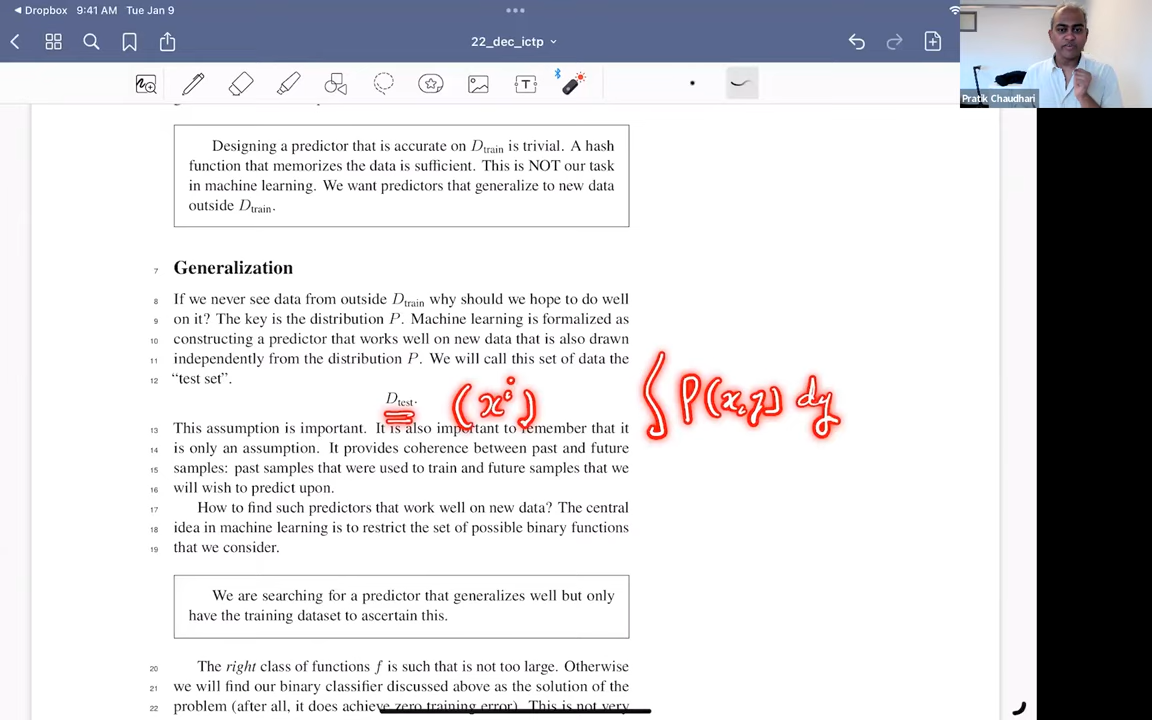 Dropbox 9:41 AM Tue Jan 9
22_dec_ictp
Pratik Chaudhari
Designing a predictor that is accurate on D_train is trivial. A hash
function that memorizes the data is sufficient. This is NOT our task
in machine learning. We want predictors that generalize to new data
outside D_train.
7 Generalization
8 If we never see data from outside D_train why should we hope to do well
9 on it? The key is the distribution P. Machine learning is formalized as
10 constructing a predictor that works well on new data that is also drawn
11 independently from the distribution P. We will call this set of data the
12 “test set”.
D_test. (x^i) ∫ P(x,y) dy
13 This assumption is important. It is also important to remember that it
14 is only an assumption. It provides coherence between past and future
15 samples: past samples that were used to train and future samples that we
16 will wish to predict upon.
17 How to find such predictors that work well on new data? The central
18 idea in machine learning is to restrict the set of possible binary functions
19 that we consider.
We are searching for a predictor that generalizes well but only
have the training dataset to ascertain this.
20 The right class of functions f is such that is not too large. Otherwise
21 we will find our binary classifier discussed above as the solution of the
22 problem (after all, it does achieve zero training error). This is not very